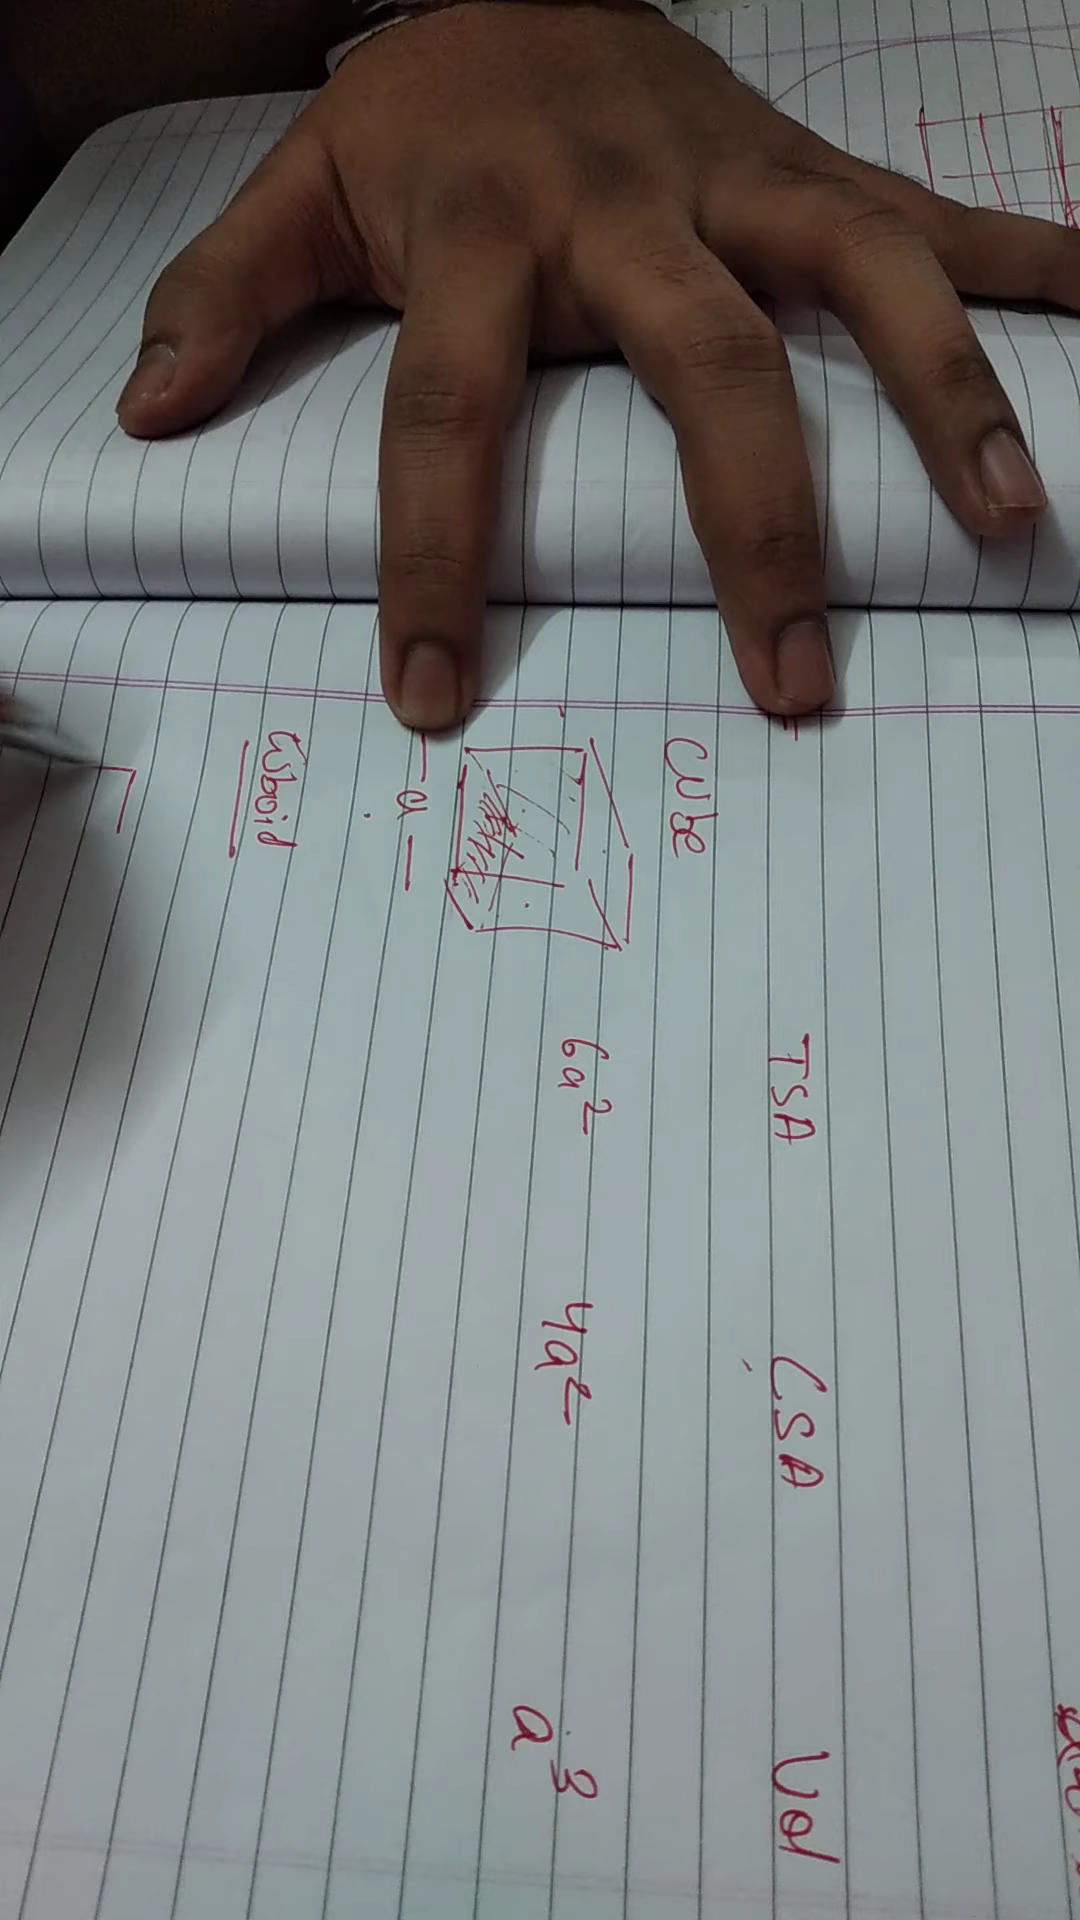 TSA CSA Vol
Cube
6a² 4a² a³
— a —
Cuboid